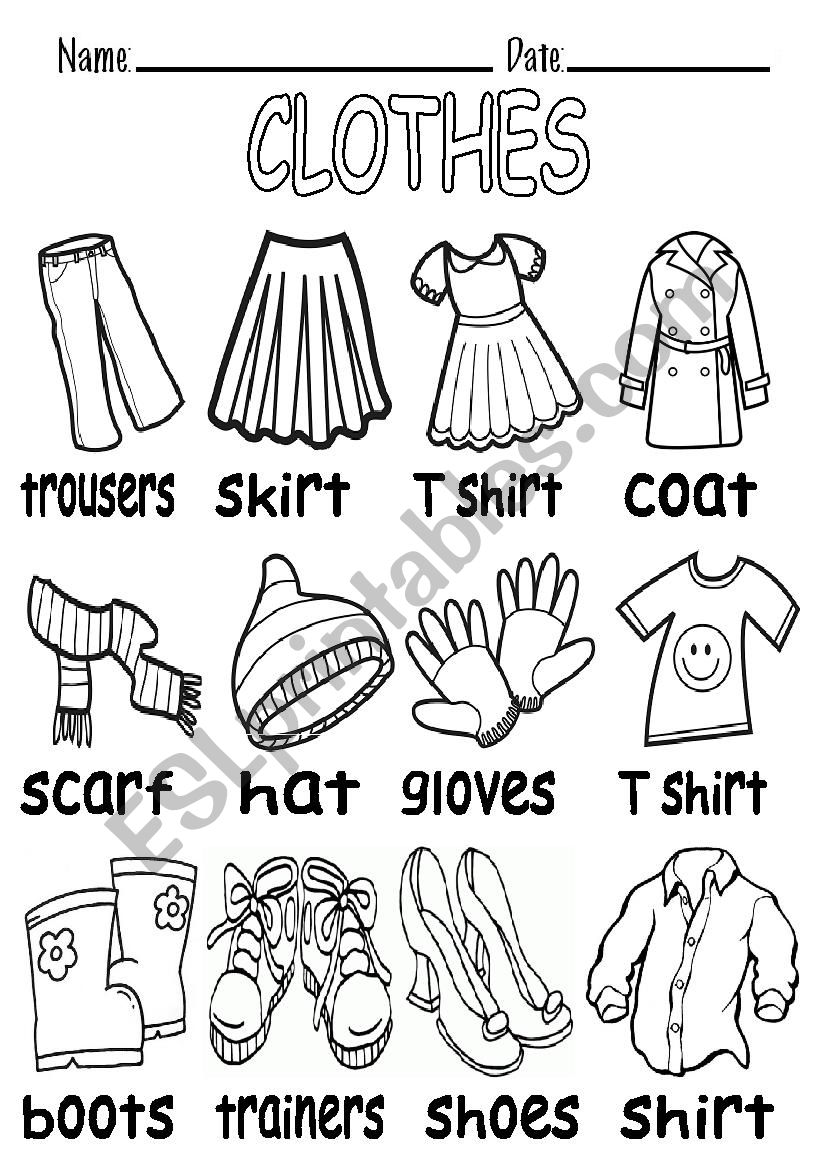 Name: Date:
CLOTHES
trousers skirt T shirt coat
scarf hat gloves T shirt
boots trainers shoes shirt
ESLprintables.com